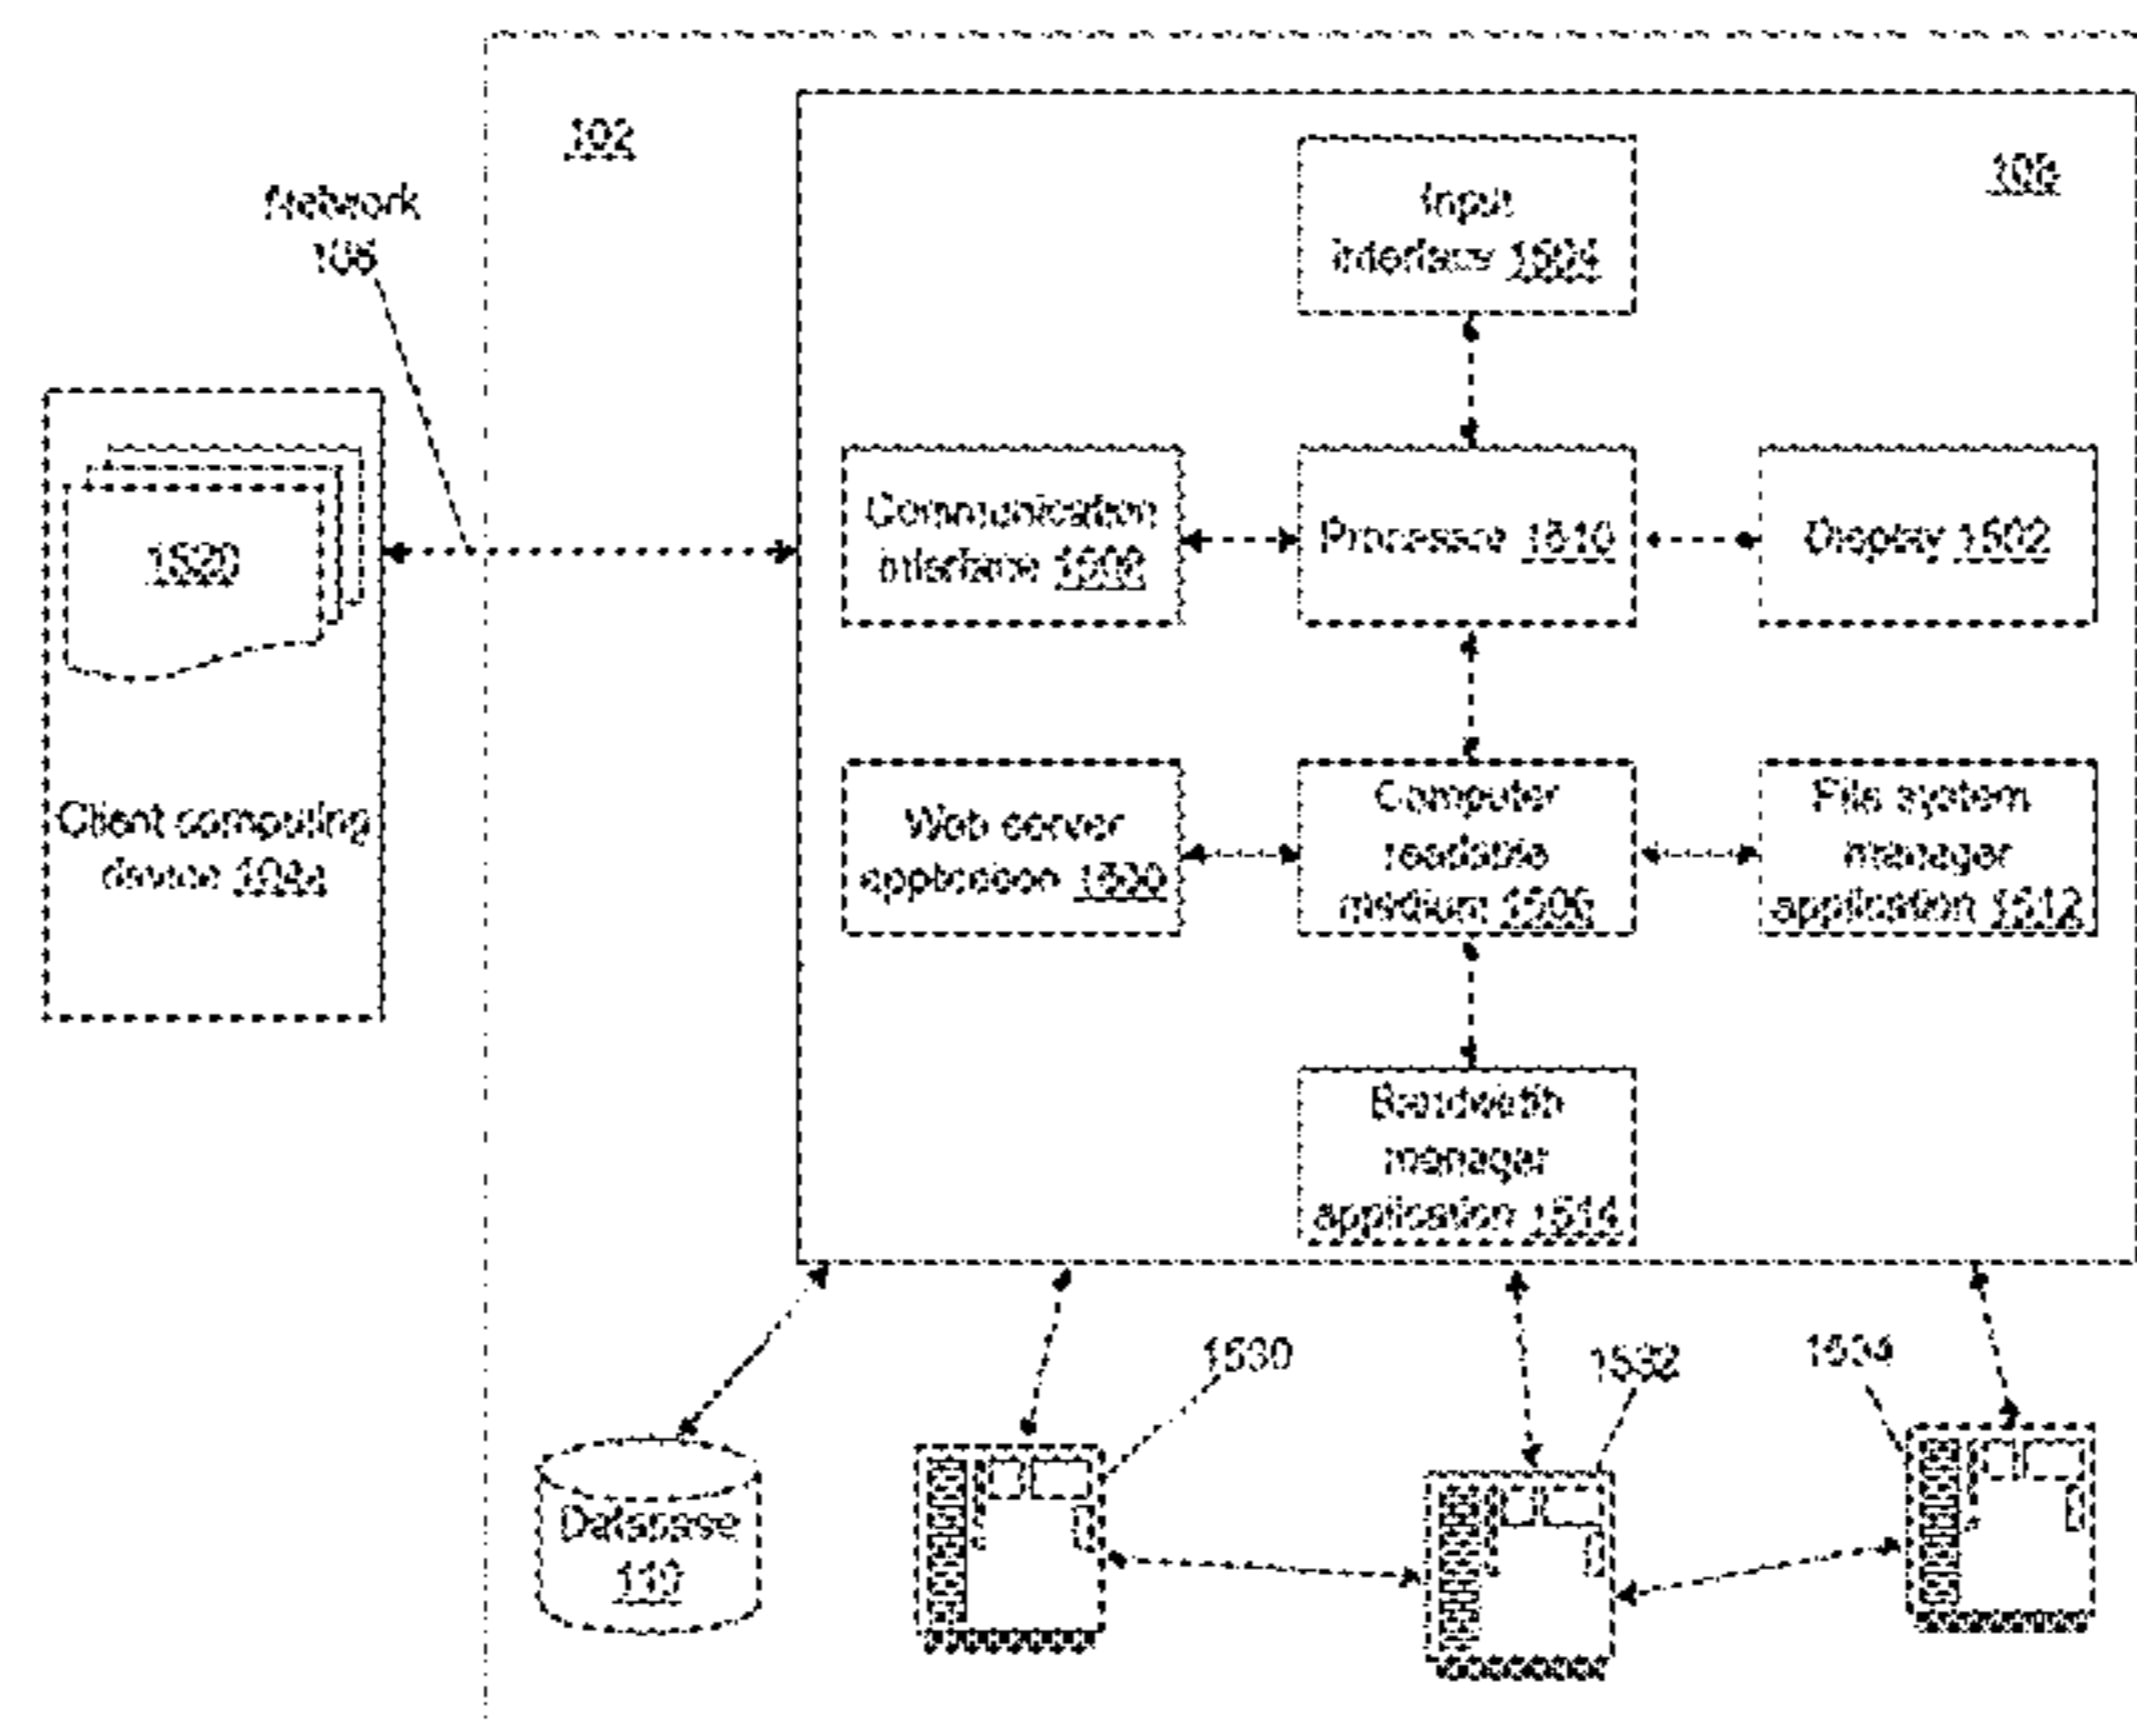 102
Network
106
Input
interface 1504
1520
Communication
interface 1508
Processor 1510
Display 1502
Client computing
device 104a
Web server
application
Computer
readable
medium 1506
File system
manager
application 1512
Bandwidth
manager
application 1514
1530
1532
1534
Database
110